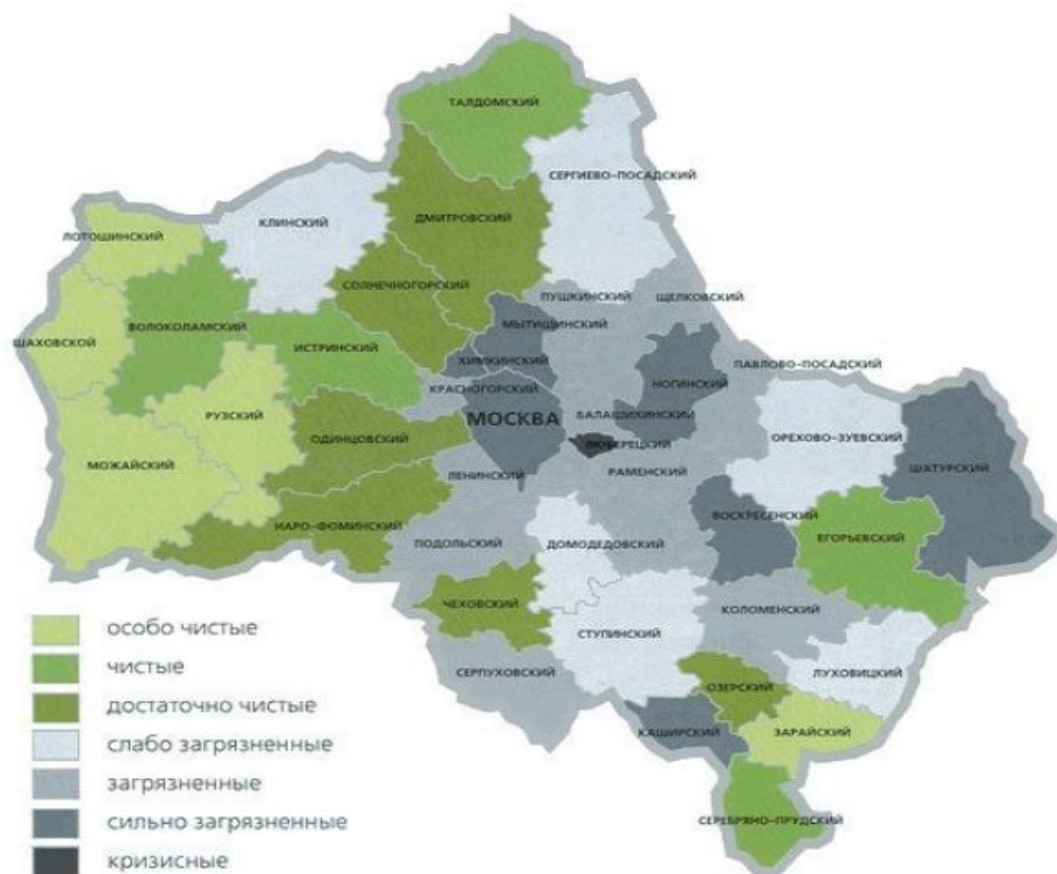 ТАЛДОМСКИЙ
СЕРГИЕВО-ПОСАДСКИЙ
ДМИТРОВСКИЙ
КЛИНСКИЙ
ЛОТОШИНСКИЙ
СОЛНЕЧНОГОРСКИЙ
ПУШКИНСКИЙ
ЩЕЛКОВСКИЙ
МЫТИЩИНСКИЙ
ВОЛОКОЛАМСКИЙ
ШАХОВСКОЙ
ИСТРИНСКИЙ
ХИМКИНСКИЙ
ПАВЛОВО-ПОСАДСКИЙ
НОГИНСКИЙ
КРАСНОГОРСКИЙ
РУЗСКИЙ
МОСКВА
БАЛАШИХИНСКИЙ
ОДИНЦОВСКИЙ
ЛЮБЕРЕЦКИЙ
ОРЕХОВО-ЗУЕВСКИЙ
МОЖАЙСКИЙ
ШАТУРСКИЙ
РАМЕНСКИЙ
ЛЕНИНСКИЙ
ВОСКРЕСЕНСКИЙ
НАРО-ФОМИНСКИЙ
ЕГОРЬЕВСКИЙ
ПОДОЛЬСКИЙ
ДОМОДЕДОВСКИЙ
ЧЕХОВСКИЙ
КОЛОМЕНСКИЙ
СТУПИНСКИЙ
СЕРПУХОВСКИЙ
ЛУХОВИЦКИЙ
ОЗЕРСКИЙ
КАШИРСКИЙ
ЗАРАЙСКИЙ
СЕРЕБРЯНО-ПРУДСКИЙ
особо чистые
чистые
достаточно чистые
слабо загрязненные
загрязненные
сильно загрязненные
кризисные